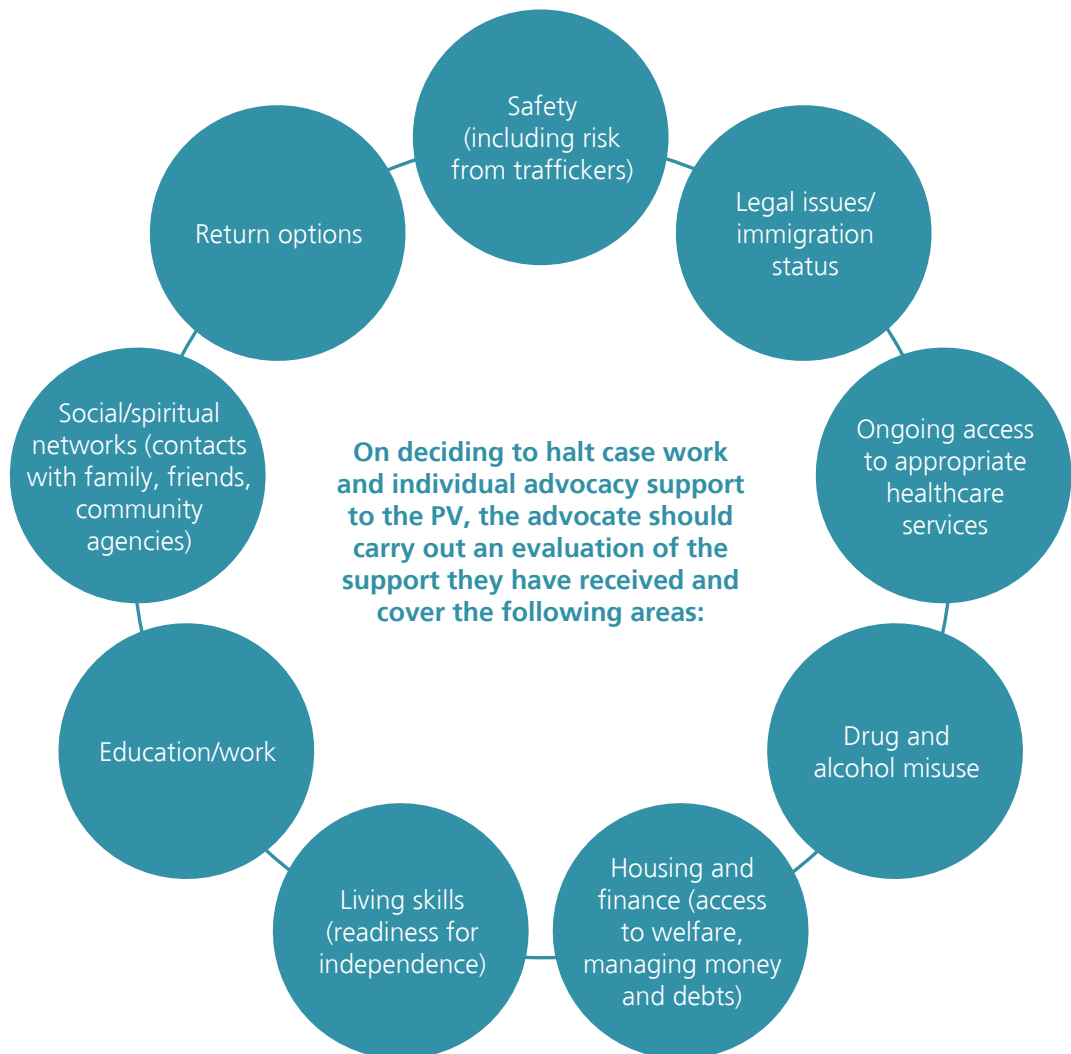 Safety
(including risk
from traffickers)
Legal issues/
immigration
status
Ongoing access
to appropriate
healthcare
services
Drug and
alcohol misuse
Housing and
finance (access
to welfare,
managing money
and debts)
Living skills
(readiness for
independence)
Education/work
Social/spiritual
networks (contacts
with family, friends,
community
agencies)
Return options
On deciding to halt case work
and individual advocacy support
to the PV, the advocate should
carry out an evaluation of the
support they have received and
cover the following areas: